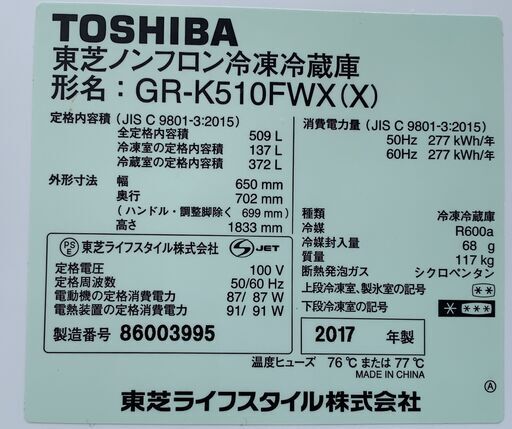 TOSHIBA
東芝ノンフロン冷凍冷蔵庫
形名：GR-K510FWX(X)
定格内容積 (JIS C 9801-3:2015)
全定格内容積 509 L
冷凍室の定格内容積 137 L
冷蔵室の定格内容積 372 L
外形寸法 幅 650 mm
奥行 702 mm
(ハンドル・調整脚除く 699 mm)
高さ 1833 mm
消費電力量 (JIS C 9801-3:2015)
50Hz 277 kWh/年
60Hz 277 kWh/年
種類 冷凍冷蔵庫
冷媒 R600a
冷媒封入量 68 g
質量 117 kg
断熱発泡ガス シクロペンタン
上段冷凍室、製氷室の記号 **
下段冷凍室の記号 * ***
PS E 東芝ライフスタイル株式会社 S JET
定格電圧 100 V
定格周波数 50/60 Hz
電動機の定格消費電力 87/ 87 W
電熱装置の定格消費電力 91/ 91 W
製造番号 86003995
2017 年製
温度ヒューズ 76 ℃ または 77 ℃
MADE IN CHINA
A
東芝ライフスタイル株式会社